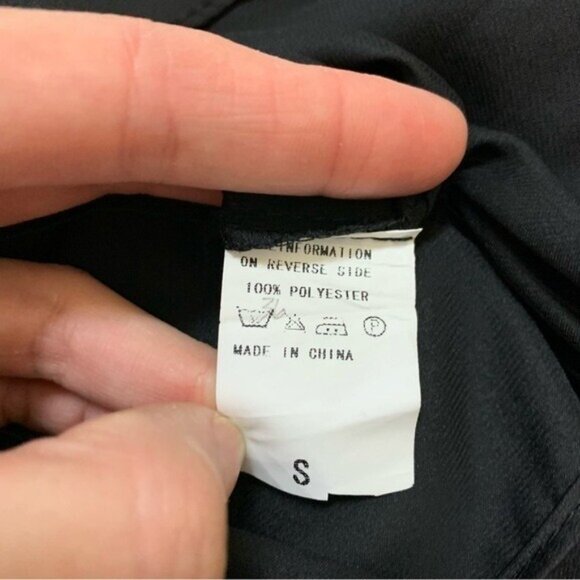 INFORMATION
ON REVERSE SIDE
100% POLYESTER
P
MADE IN CHINA
S